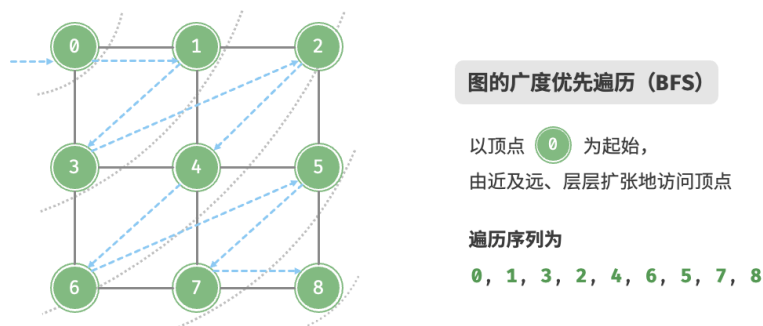 0 1 2
3 4 5
6 7 8
图的广度优先遍历（BFS）
以顶点 0 为起始，
由近及远、层层扩张地访问顶点
遍历序列为
0, 1, 3, 2, 4, 6, 5, 7, 8